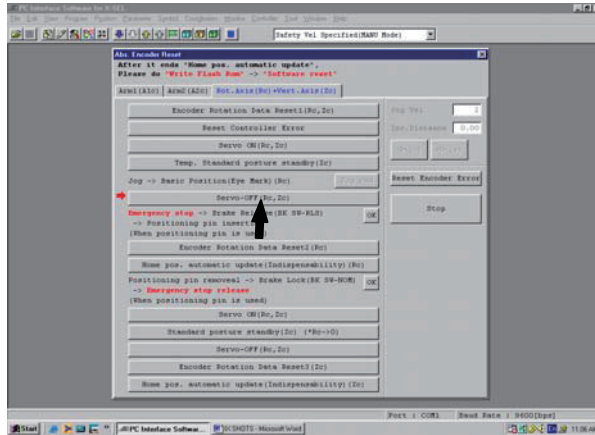 PC Interface Software for X-SEL
Safety Vel Specified(MANU Mode)
Abs. Encoder Reset
After it ends "Home pos. automatic update",
Please do "Write Flash Rom" -> "Software reset"
Arm1(A1c) Arm2(A2c) Rot.Axis(Rc)+Vert.Axis(Zc)
Encoder Rotation Data Reset1(Rc,Zc)
Reset Controller Error
Servo ON(Rc,Zc)
Temp. Standard posture standby(Zc)
Jog -> Basic Position(Eye Mark)(Rc)
Servo-OFF(Rc,Zc)
Emergency stop -> Brake Release(BK SW-RLS)
-> Positioning pin insertion
(When positioning pin is used)
OK
Encoder Rotation Data Reset2(Rc)
Home pos. automatic update(Indispensability)(Rc)
Positioning pin removeal -> Brake Lock(BK SW-NOM)
-> Emergency stop release
(When positioning pin is used)
OK
Servo ON(Rc,Zc)
Standard posture standby(Zc) (*Rc->0)
Servo-OFF(Rc,Zc)
Encoder Rotation Data Reset3(Zc)
Home pos. automatic update(Indispensability)(Zc)
Jog Vel 1
0.00
Reset Encoder Error
Stop
Port : COM1 Baud Rate : 9600[bps]
Start
PC Interface Softwar...
Microsoft Word
11:06 AM